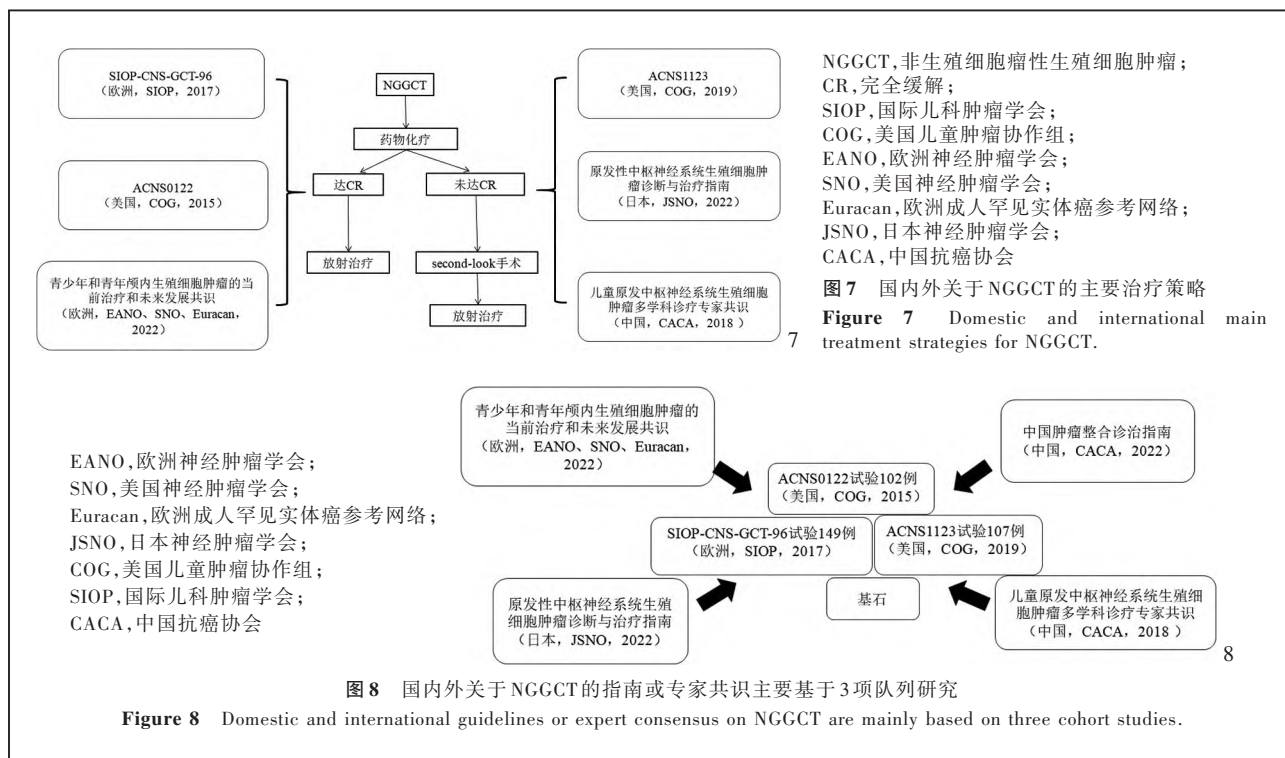 SIOP-CNS-GCT-96
(欧洲，SIOP，2017)
ACNS0122
(美国，COG，2015)
青少年和青年颅内生殖细胞肿瘤的当
前治疗和未来发展共识
(欧洲，EANO、SNO、Euracan，
2022)
NGGCT
药物化疗
达CR
未达CR
放射治疗
second-look手术
放射治疗
ACNS1123
(美国，COG，2019)
原发性中枢神经系统生殖细胞肿
瘤诊断与治疗指南
(日本，JSNO，2022)
儿童原发中枢神经系统生殖细胞
肿瘤多学科诊疗专家共识
(中国，CACA，2018)
7
NGGCT,非生殖细胞瘤性生殖细胞肿瘤；
CR,完全缓解；
SIOP,国际儿科肿瘤学会；
COG,美国儿童肿瘤协作组；
EANO,欧洲神经肿瘤学会；
SNO,美国神经肿瘤学会；
Euracan,欧洲成人罕见实体癌参考网络；
JSNO,日本神经肿瘤学会；
CACA,中国抗癌协会
图7 国内外关于NGGCT的主要治疗策略
Figure 7 Domestic and international main
treatment strategies for NGGCT.
EANO,欧洲神经肿瘤学会；
SNO,美国神经肿瘤学会；
Euracan,欧洲成人罕见实体癌参考网络；
JSNO,日本神经肿瘤学会；
COG,美国儿童肿瘤协作组；
SIOP,国际儿科肿瘤学会；
CACA,中国抗癌协会
青少年和青年颅内生殖细胞肿瘤的
当前治疗和未来发展共识
(欧洲，EANO、SNO、Euracan，
2022)
中国肿瘤整合诊治指南
(中国，CACA，2022)
ACNS0122试验102例
(美国，COG，2015)
SIOP-CNS-GCT-96试验149例
(欧洲，SIOP，2017)
ACNS1123试验107例
(美国，COG，2019)
基石
原发性中枢神经系统生殖
细胞肿瘤诊断与治疗指南
(日本，JSNO，2022)
儿童原发中枢神经系统生殖细
胞肿瘤多学科诊疗专家共识
(中国，CACA，2018)
8
图8 国内外关于NGGCT的指南或专家共识主要基于3项队列研究
Figure 8 Domestic and international guidelines or expert consensus on NGGCT are mainly based on three cohort studies.